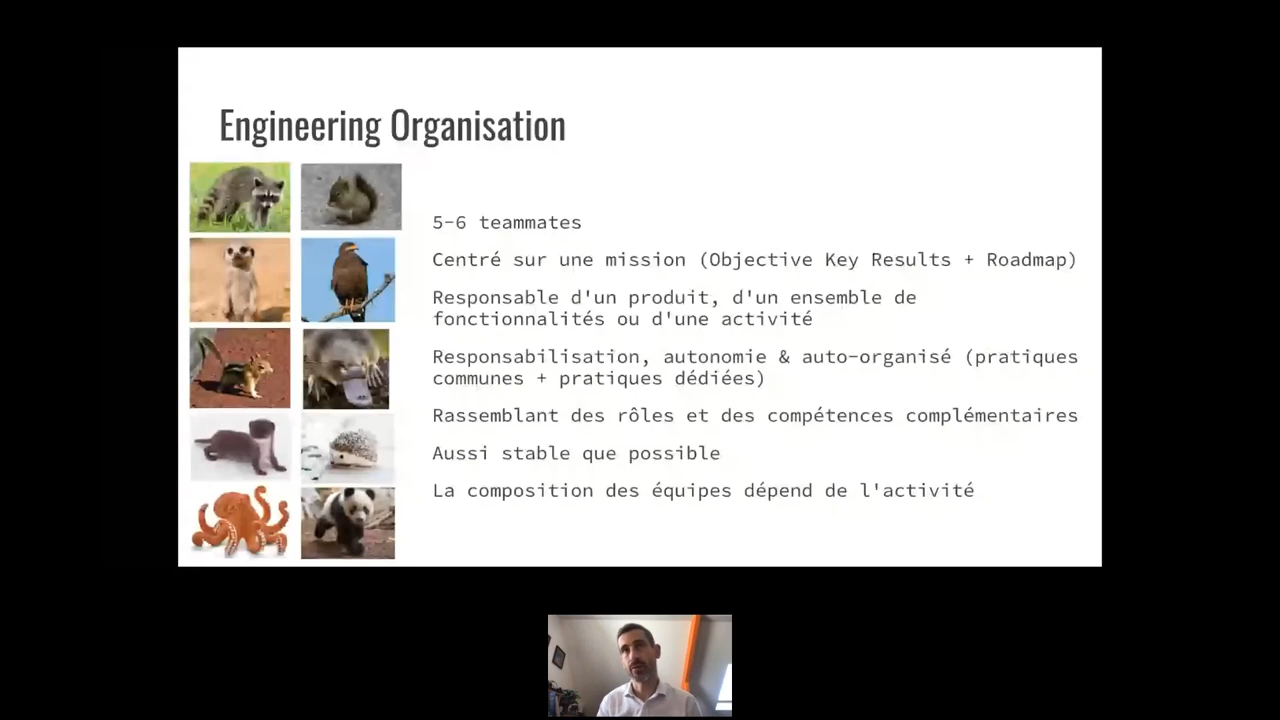 Engineering Organisation
5-6 teammates
Centré sur une mission (Objective Key Results + Roadmap)
Responsable d'un produit, d'un ensemble de
fonctionnalités ou d'une activité
Responsabilisation, autonomie & auto-organisé (pratiques
communes + pratiques dédiées)
Rassemblant des rôles et des compétences complémentaires
Aussi stable que possible
La composition des équipes dépend de l'activité